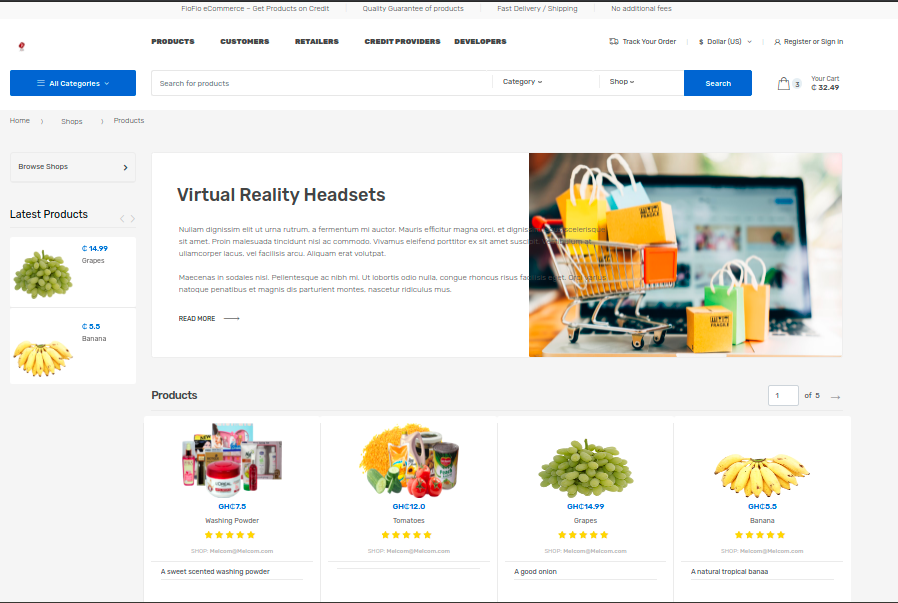 FloFlo eCommerce – Get Products on Credit Quality Guarantee of products Fast Delivery / Shipping No additional fees
PRODUCTS CUSTOMERS RETAILERS CREDIT PROVIDERS DEVELOPERS Track Your Order $ Dollar (US) Register or Sign in
All Categories Search for products Category Shop Search 3 Your Cart
₵ 32.49
Home Shops Products
Browse Shops
Latest Products
₵ 14.99
Grapes
₵ 5.5
Banana
Virtual Reality Headsets
Nullam dignissim elit ut urna rutrum, a fermentum mi auctor. Mauris efficitur magna orci, et dignissim scelerisque
sit amet. Proin malesuada tincidunt nisl ac commodo. Vivamus eleifend porttitor ex sit amet suscipit. Vestibulum at
ullamcorper lacus, vel facilisis arcu. Aliquam erat volutpat.
Maecenas in sodales nisl. Pellentesque ac nibh mi. Ut lobortis odio nulla, congue rhoncus risus facilisis eget. Orci varius
natoque penatibus et magnis dis parturient montes, nascetur ridiculus mus.
READ MORE
Products 1 of 5
GH₵7.5 GH₵12.0 GH₵14.99 GH₵5.5
Washing Powder Tomatoes Grapes Banana
SHOP: Melcom@Melcom.com SHOP: Melcom@Melcom.com SHOP: Melcom@Melcom.com SHOP: Melcom@Melcom.com
A sweet scented washing powder A good onion A natural tropical banaa